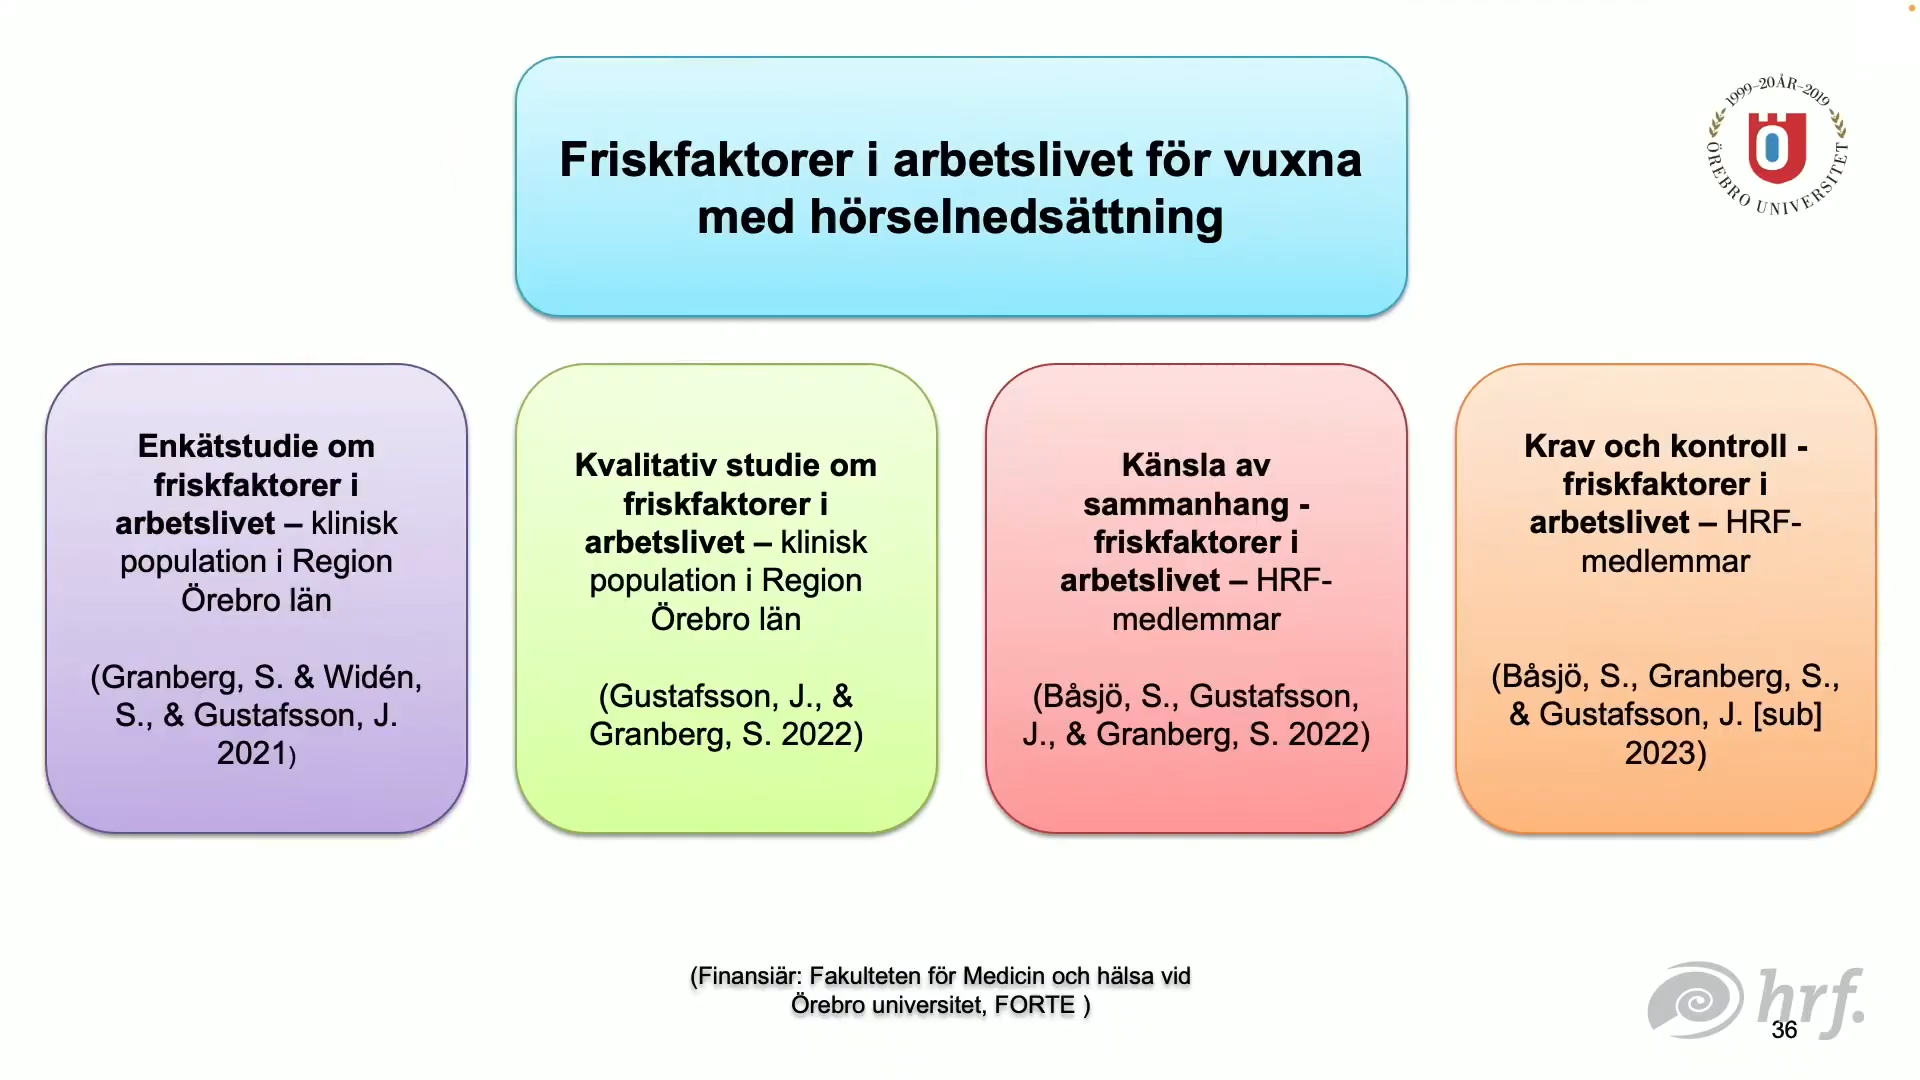 Friskfaktorer i arbetslivet för vuxna
med hörselnedsättning
1999–20ÅR–2019
ÖREBRO UNIVERSITET
Enkätstudie om
friskfaktorer i
arbetslivet – klinisk
population i Region
Örebro län
(Granberg, S. & Widén,
S., & Gustafsson, J.
2021)
Kvalitativ studie om
friskfaktorer i
arbetslivet – klinisk
population i Region
Örebro län
(Gustafsson, J., &
Granberg, S. 2022)
Känsla av
sammanhang -
friskfaktorer i
arbetslivet – HRF-
medlemmar
(Båsjö, S., Gustafsson,
J., & Granberg, S. 2022)
Krav och kontroll -
friskfaktorer i
arbetslivet – HRF-
medlemmar
(Båsjö, S., Granberg, S.,
& Gustafsson, J. [sub]
2023)
(Finansiär: Fakulteten för Medicin och hälsa vid
Örebro universitet, FORTE )
hrf.
36